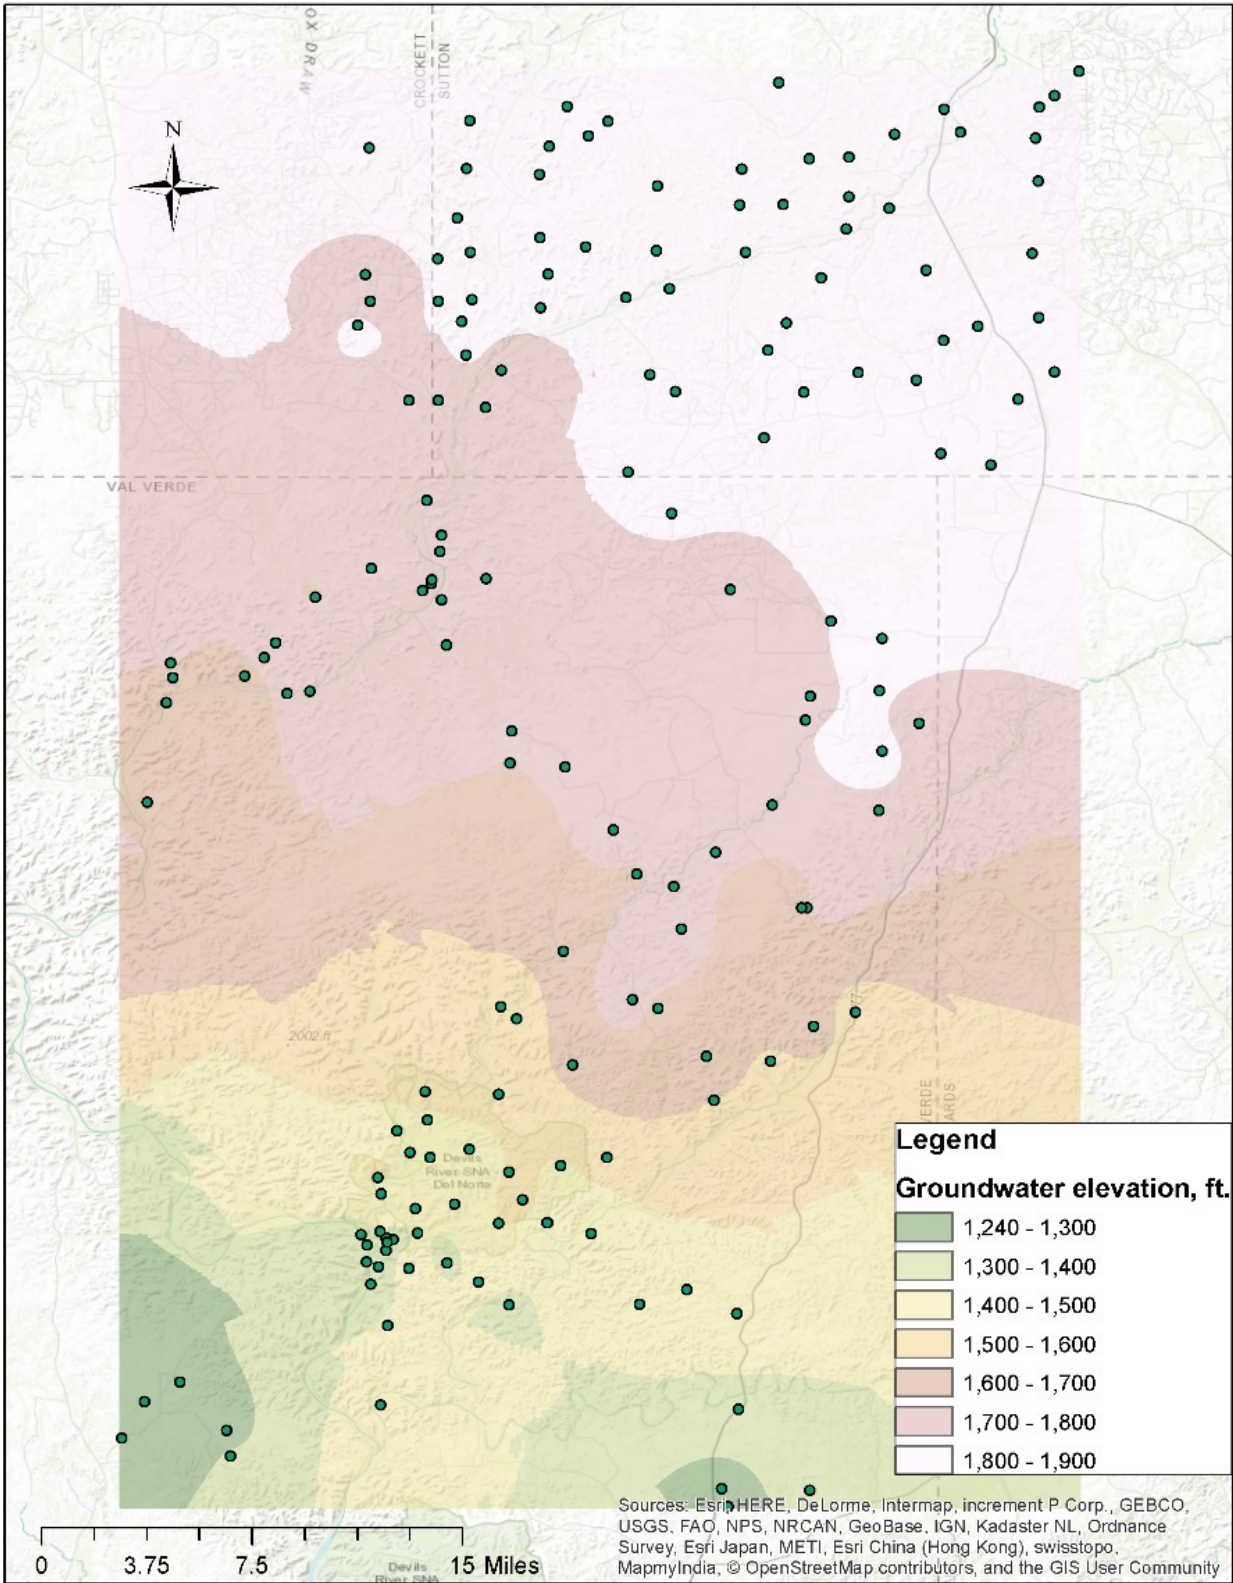 OX DRAW
CROCKETT
SUTTON
N
VAL VERDE
2002 ft
77
VERDE
ARDS
Devils
River SNA -
Del Norte
Legend
Groundwater elevation, ft.
1,240 - 1,300
1,300 - 1,400
1,400 - 1,500
1,500 - 1,600
1,600 - 1,700
1,700 - 1,800
1,800 - 1,900
Sources: Esri, HERE, DeLorme, Intermap, increment P Corp., GEBCO,
USGS, FAO, NPS, NRCAN, GeoBase, IGN, Kadaster NL, Ordnance
Survey, Esri Japan, METI, Esri China (Hong Kong), swisstopo,
MapmyIndia, © OpenStreetMap contributors, and the GIS User Community
0 3.75 7.5 15 Miles
Devils
River SNA